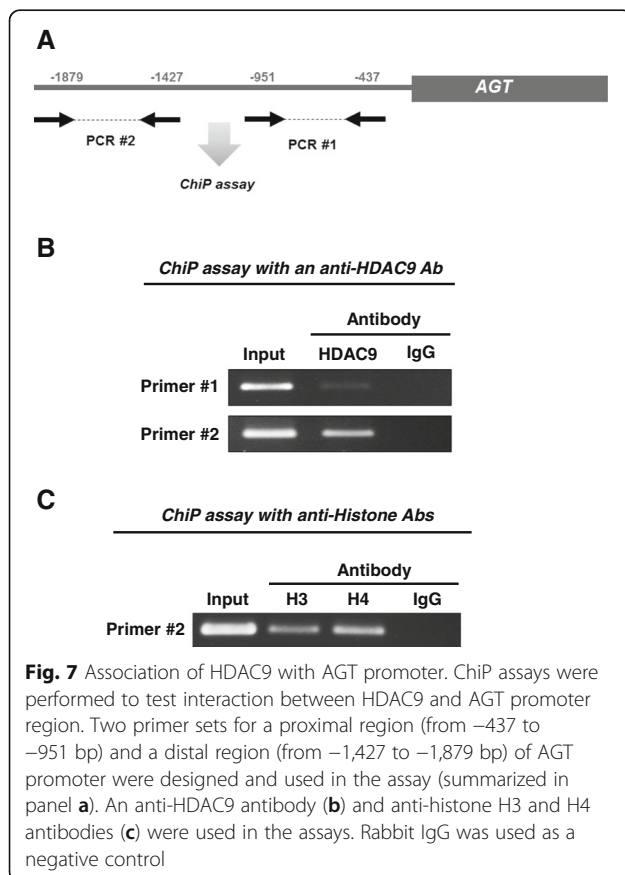 A
-1879
-1427
-951
-437
AGT
PCR #2
PCR #1
ChiP assay
B
ChiP assay with an anti-HDAC9 Ab
Antibody
Input HDAC9 IgG
Primer #1
Primer #2
C
ChiP assay with anti-Histone Abs
Antibody
Input H3 H4 IgG
Primer #2
Fig. 7 Association of HDAC9 with AGT promoter. ChiP assays were
performed to test interaction between HDAC9 and AGT promoter
region. Two primer sets for a proximal region (from −437 to
−951 bp) and a distal region (from −1,427 to −1,879 bp) of AGT
promoter were designed and used in the assay (summarized in
panel a). An anti-HDAC9 antibody (b) and anti-histone H3 and H4
antibodies (c) were used in the assays. Rabbit IgG was used as a
negative control